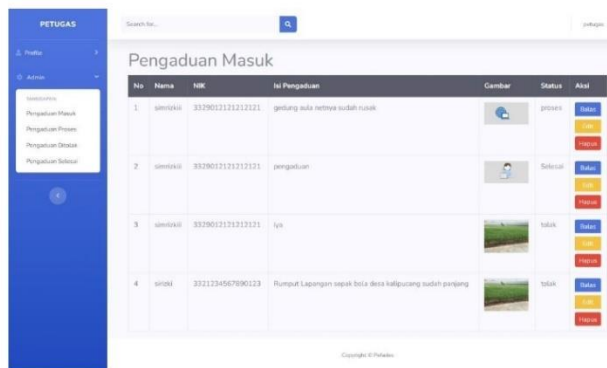 PETUGAS
Search for...
petugas
Profile
Admin
Pengaduan Masuk
Pengaduan Proses
Pengaduan Ditolak
Pengaduan Selesai
Pengaduan Masuk
No Nama NIK Isi Pengaduan Gambar Status Aksi
1 simrizkii 3329012121212121 gedung aula netnya sudah rusak proses Balas
Edit
Hapus
2 simrizkii 3329012121212121 pengaduan Selesai Balas
Edit
Hapus
3 simrizkii 3329012121212121 iya tolak Balas
Edit
Hapus
4 sirizki 3321234567890123 Rumput Lapangan sepak bola desa kalipucang sudah panjang tolak Balas
Edit
Hapus
Copyright ©